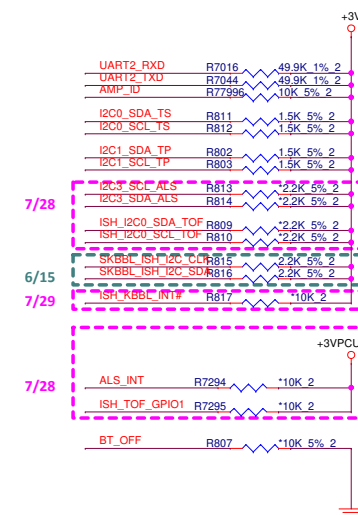 +3V
UART2_RXD R7016 49.9K_1%_2
UART2_TXD R7044 49.9K_1%_2
AMP_ID R77996 10K_5%_2
I2C0_SDA_TS R811 1.5K_5%_2
I2C0_SCL_TS R812 1.5K_5%_2
I2C1_SDA_TP R802 1.5K_5%_2
I2C1_SCL_TP R803 1.5K_5%_2
7/28
I2C3_SCL_ALS R813 *2.2K_5%_2
I2C3_SDA_ALS R814 *2.2K_5%_2
ISH_I2C0_SDA_TOF R809 *2.2K_5%_2
ISH_I2C0_SCL_TOF R810 *2.2K_5%_2
6/15
SKBBL_ISH_I2C_CLK R815 2.2K_5%_2
SKBBL_ISH_I2C_SDA R816 2.2K_5%_2
7/29
ISH_KBBL_INT# R817 *10K_2
+3VPCU
7/28
ALS_INT R7294 *10K_2
ISH_TOF_GPIO1 R7295 *10K_2
BT_OFF R807 *10K_5%_2